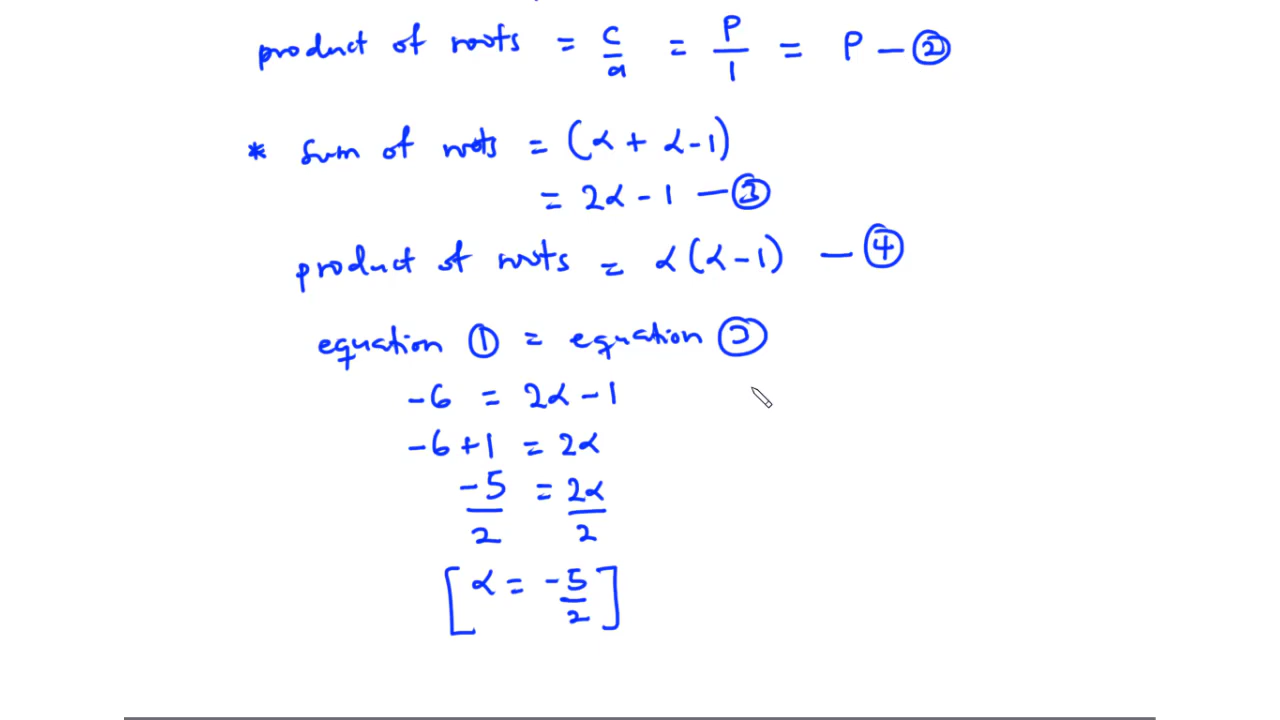 product of roots = c/a = P/1 = P — ②
* Sum of roots = (α + α - 1)
= 2α - 1 — ③
product of roots = α(α - 1) — ④
equation ① = equation ③
-6 = 2α - 1
-6 + 1 = 2α
-5/2 = 2α/2
[α = -5/2]